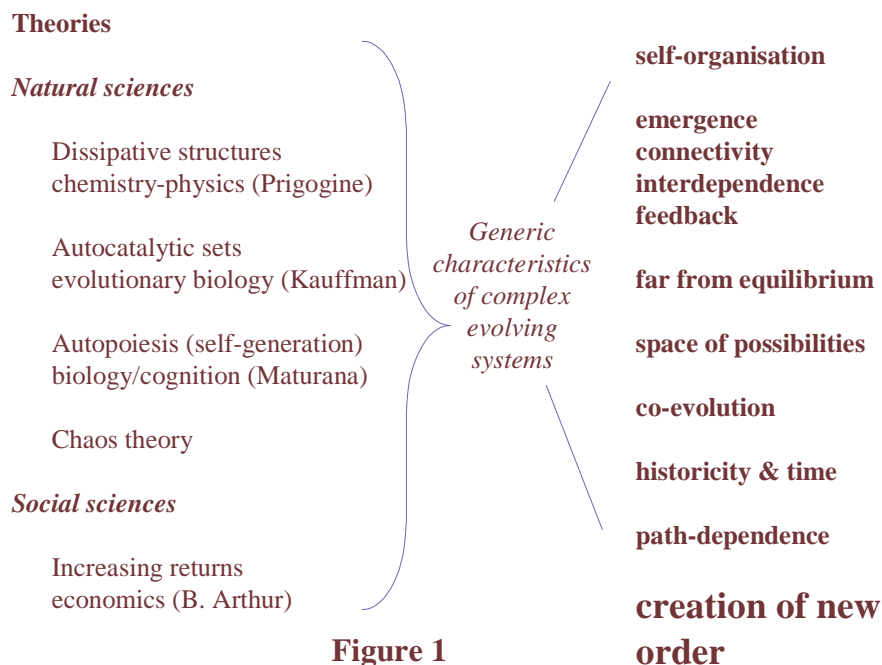 Theories
Natural sciences
Dissipative structures
chemistry-physics (Prigogine)
Autocatalytic sets
evolutionary biology (Kauffman)
Autopoiesis (self-generation)
biology/cognition (Maturana)
Chaos theory
Social sciences
Increasing returns
economics (B. Arthur)
Generic
characteristics
of complex
evolving
systems
self-organisation
emergence
connectivity
interdependence
feedback
far from equilibrium
space of possibilities
co-evolution
historicity & time
path-dependence
creation of new
order
Figure 1